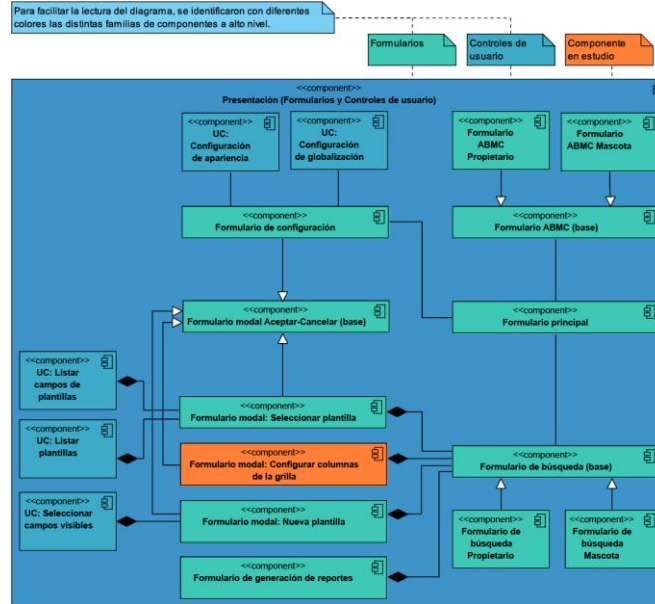 Para facilitar la lectura del diagrama, se identificaron con diferentes
colores las distintas familias de componentes a alto nivel.
Formularios
Controles de
usuario
Componente
en estudio
<<component>>
Presentación (Formularios y Controles de usuario)
<<component>>
UC:
Configuración
de apariencia
<<component>>
UC:
Configuración
de globalización
<<component>>
Formulario
ABMC
Propietario
<<component>>
Formulario
ABMC Mascota
<<component>>
Formulario de configuración
<<component>>
Formulario ABMC (base)
<<component>>
Formulario modal Aceptar-Cancelar (base)
<<component>>
Formulario principal
<<component>>
UC: Listar
campos de
plantillas
<<component>>
Formulario modal: Seleccionar plantilla
<<component>>
UC: Listar
plantillas
<<component>>
Formulario modal: Configurar columnas
de la grilla
<<component>>
Formulario de búsqueda (base)
<<component>>
UC: Seleccionar
campos visibles
<<component>>
Formulario modal: Nueva plantilla
<<component>>
Formulario de
búsqueda
Propietario
<<component>>
Formulario de
búsqueda
Mascota
<<component>>
Formulario de generación de reportes